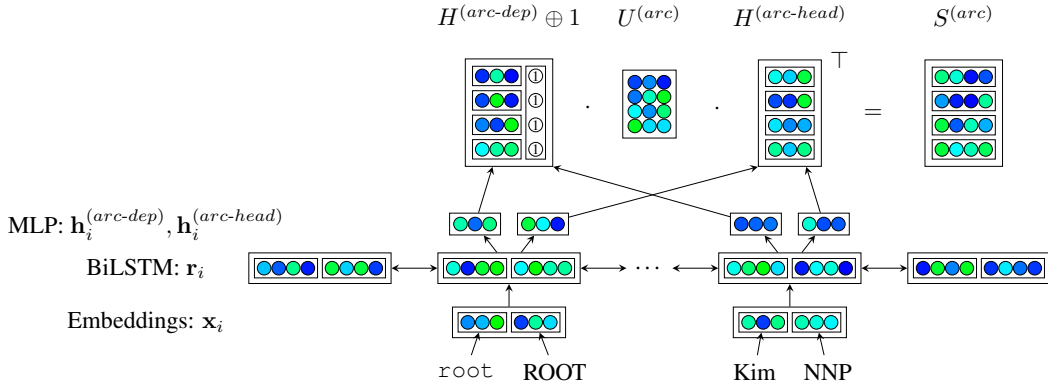 H^(arc-dep) ⊕ 1 U^(arc) H^(arc-head) S^(arc)
⊤
1
1 · · =
1
1
MLP: h_i^(arc-dep), h_i^(arc-head)
BiLSTM: r_i ...
Embeddings: x_i
root ROOT Kim NNP